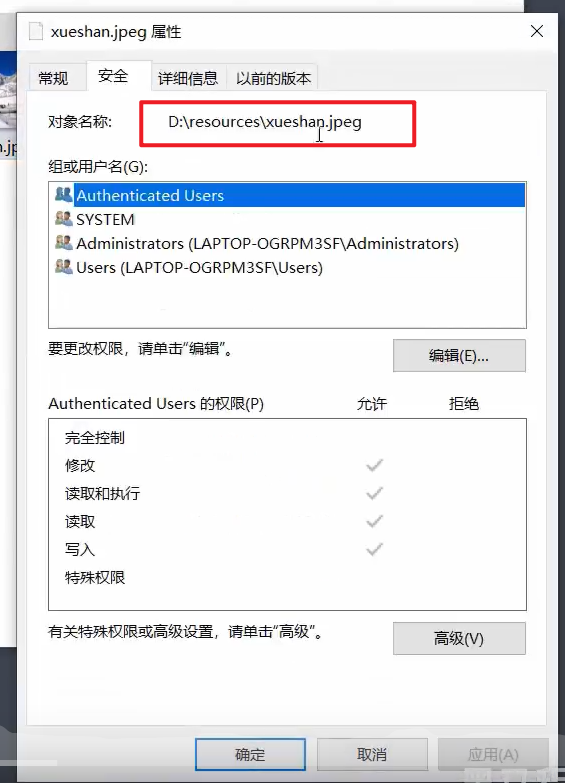 xueshan.jpeg 属性
常规 安全 详细信息 以前的版本
对象名称: D:\resources\xueshan.jpeg
组或用户名(G):
Authenticated Users
SYSTEM
Administrators (LAPTOP-OGRPM3SF\Administrators)
Users (LAPTOP-OGRPM3SF\Users)
要更改权限，请单击“编辑”。 编辑(E)...
Authenticated Users 的权限(P) 允许 拒绝
完全控制
修改
读取和执行
读取
写入
特殊权限
有关特殊权限或高级设置，请单击“高级”。 高级(V)
确定 取消 应用(A)